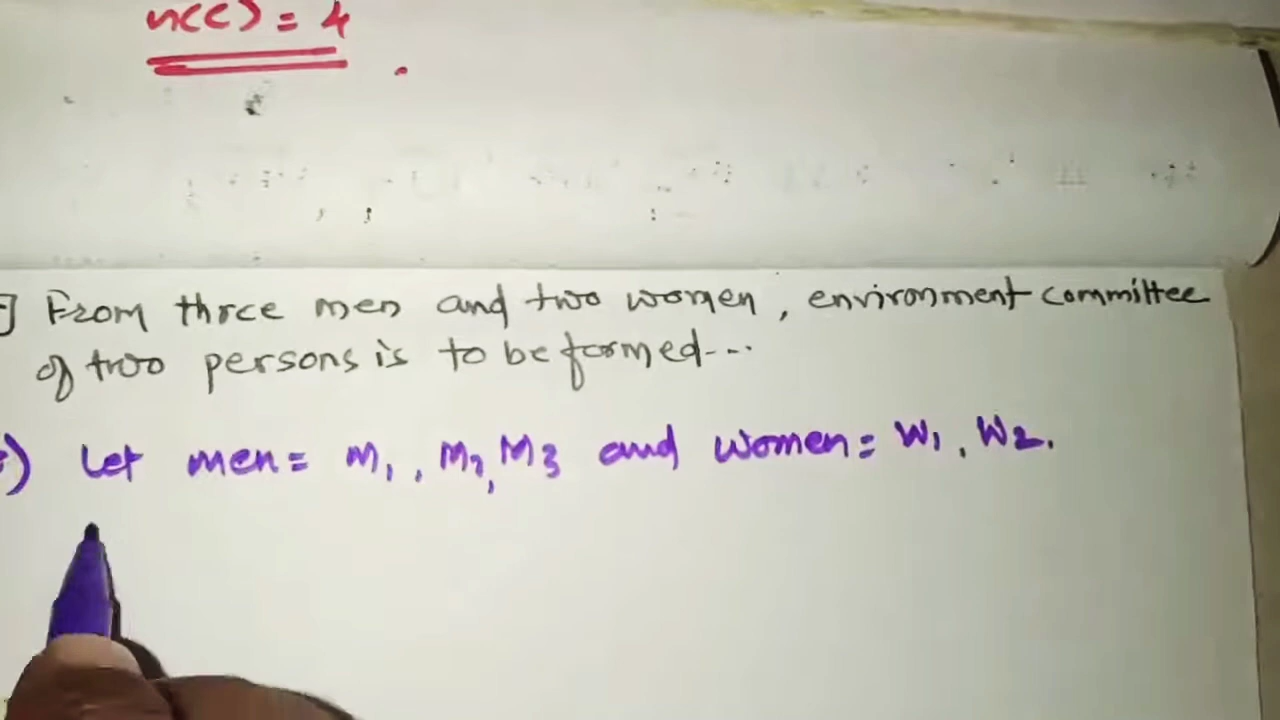 n(C) = 4
From three men and two women, environment committee
of two persons is to be formed...
Let men = M1, M2, M3 and women = W1, W2.